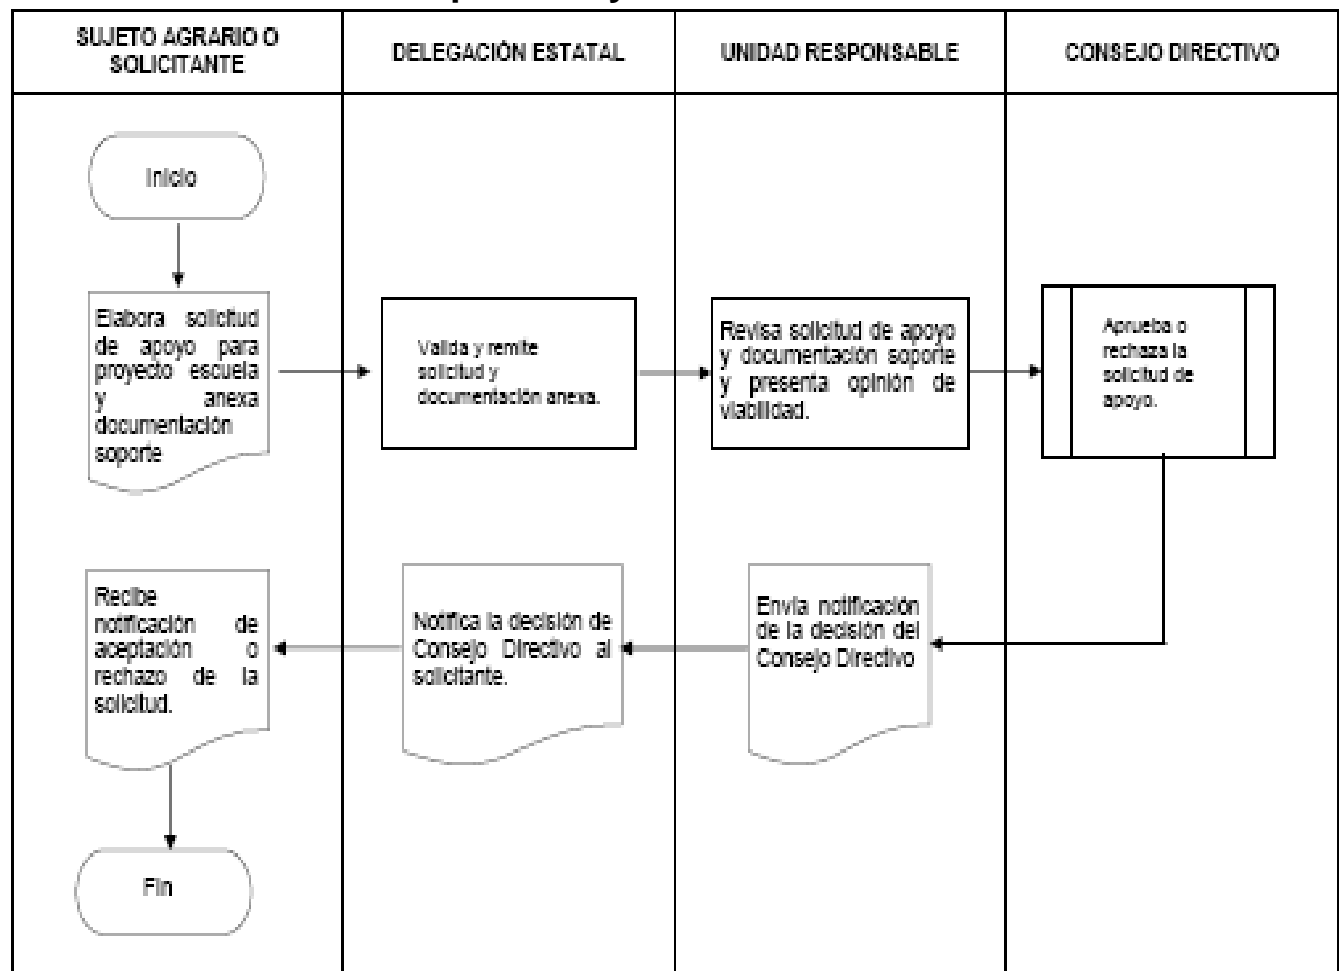 SUJETO AGRARIO O
SOLICITANTE
DELEGACIÓN ESTATAL
UNIDAD RESPONSABLE
CONSEJO DIRECTIVO
Inicio
Elabora solicitud
de apoyo para
proyecto escuela
y anexa
documentación
soporte
Valida y remite
solicitud y
documentación anexa.
Revisa solicitud de apoyo
y documentación soporte
y presenta opinión de
viabilidad.
Aprueba o
rechaza la
solicitud de
apoyo.
Envía notificación
de la decisión del
Consejo Directivo
Notifica la decisión de
Consejo Directivo al
solicitante.
Recibe
notificación de
aceptación o
rechazo de la
solicitud.
Fin